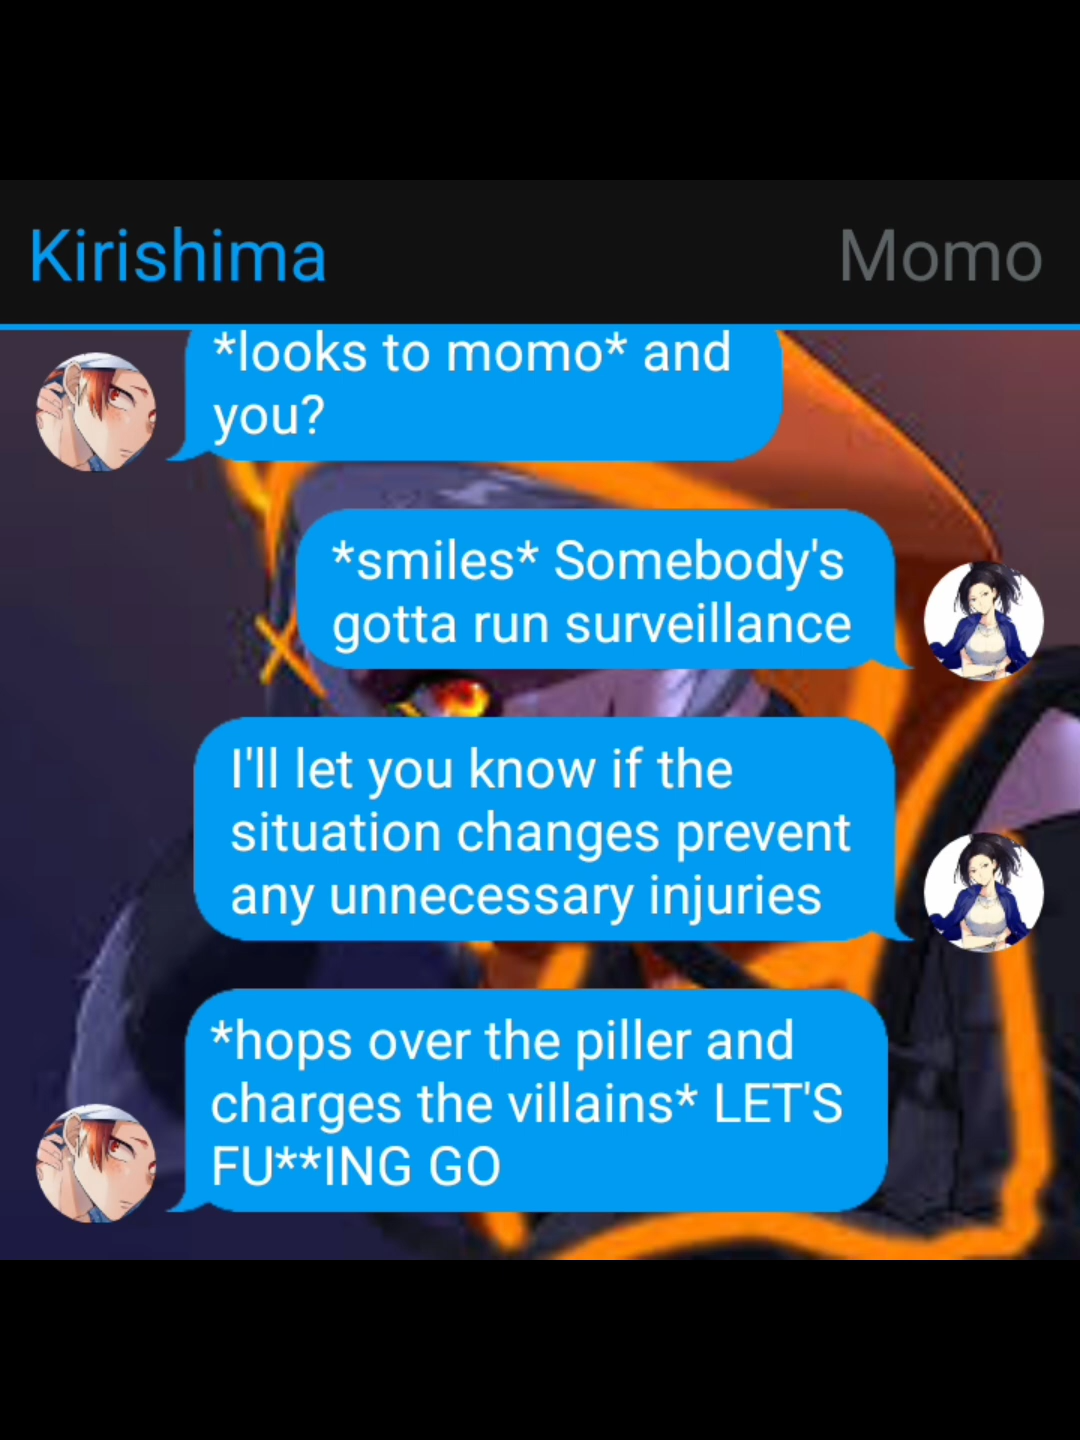 Kirishima
Momo
*looks to momo* and
you?
*smiles* Somebody's
gotta run surveillance
I'll let you know if the
situation changes prevent
any unnecessary injuries
*hops over the piller and
charges the villains* LET'S
FU**ING GO